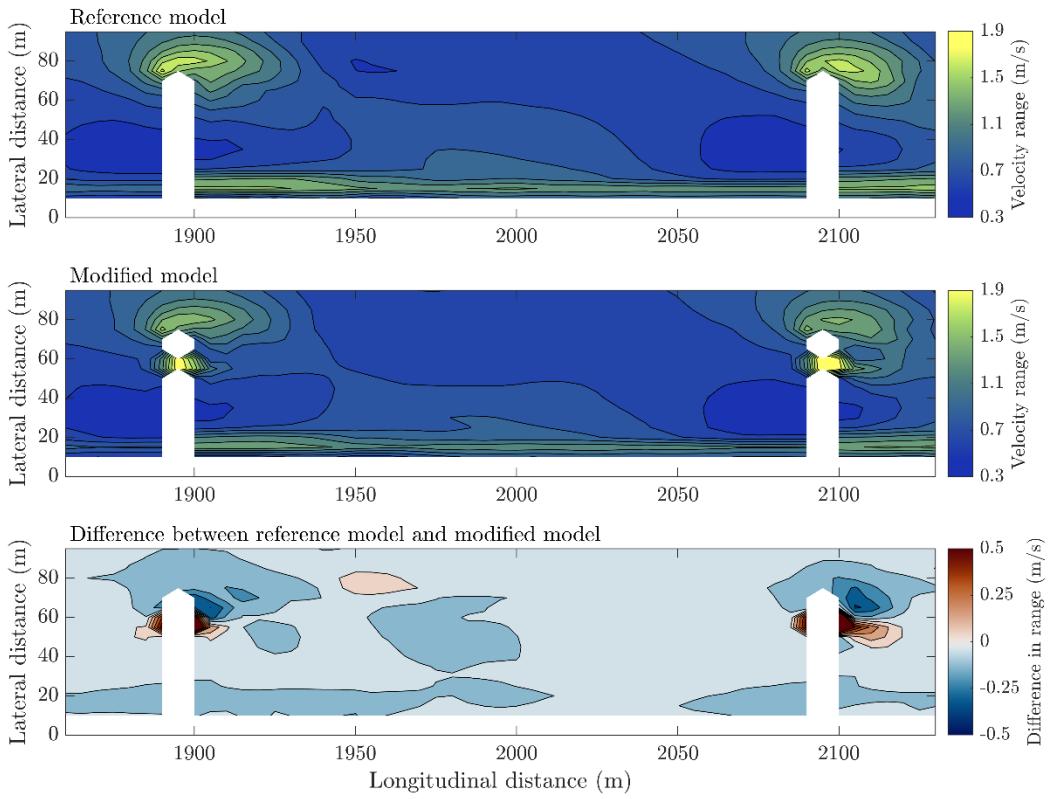 Reference model
Lateral distance (m)
80
60
40
20
0
1900 1950 2000 2050 2100
1.9
1.5
1.1
0.7
0.3
Velocity range (m/s)
Modified model
Lateral distance (m)
80
60
40
20
0
1900 1950 2000 2050 2100
1.9
1.5
1.1
0.7
0.3
Velocity range (m/s)
Difference between reference model and modified model
Lateral distance (m)
80
60
40
20
0
1900 1950 2000 2050 2100
Longitudinal distance (m)
0.5
0.25
0
-0.25
-0.5
Difference in range (m/s)